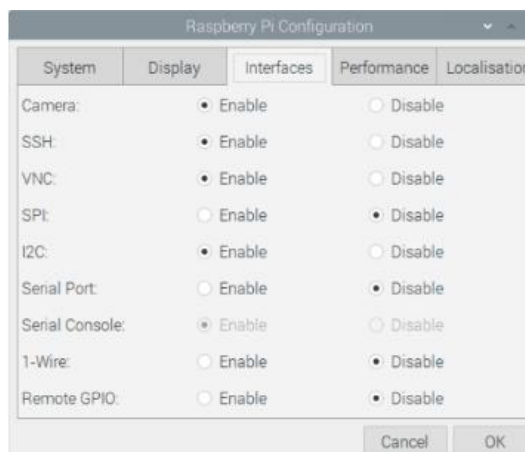 Raspberry Pi Configuration
System Display Interfaces Performance Localisation
Camera: Enable Disable
SSH: Enable Disable
VNC: Enable Disable
SPI: Enable Disable
I2C: Enable Disable
Serial Port: Enable Disable
Serial Console: Enable Disable
1-Wire: Enable Disable
Remote GPIO: Enable Disable
Cancel OK